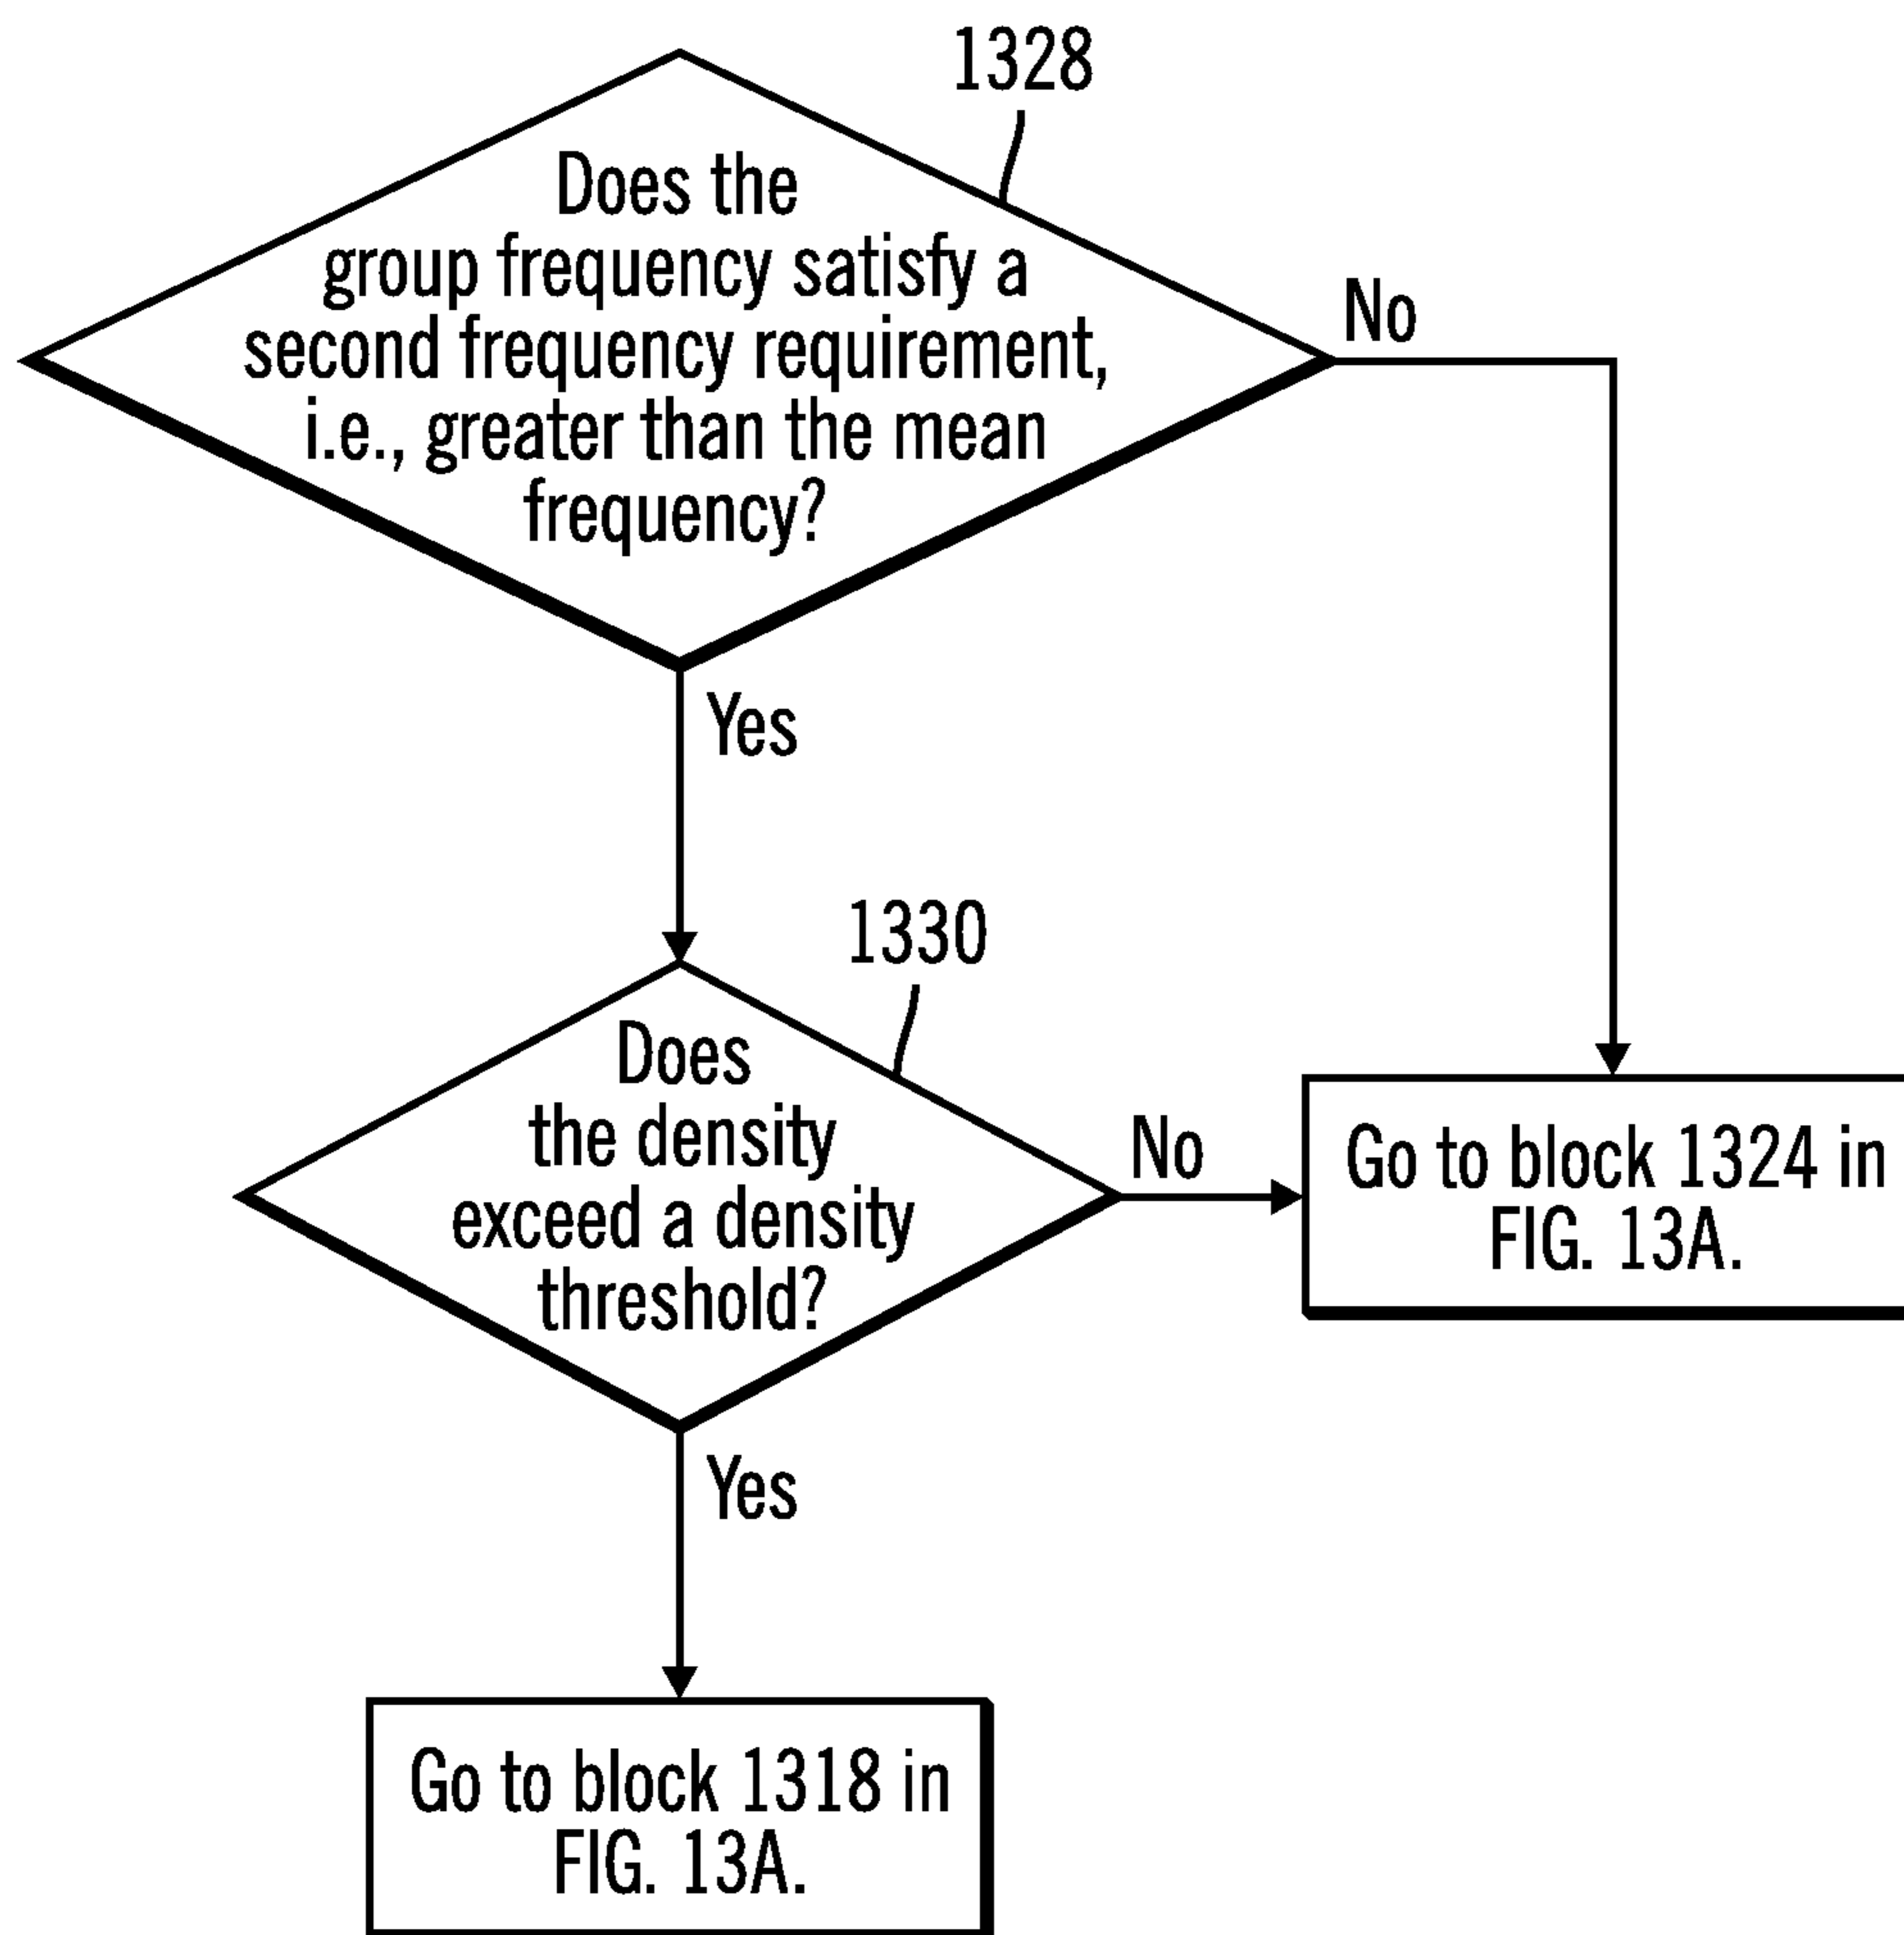 1328
Does the
group frequency satisfy a
second frequency requirement,
i.e., greater than the mean
frequency?
No
Yes
1330
Does
the density
exceed a density
threshold?
No
Go to block 1324 in
FIG. 13A.
Yes
Go to block 1318 in
FIG. 13A.